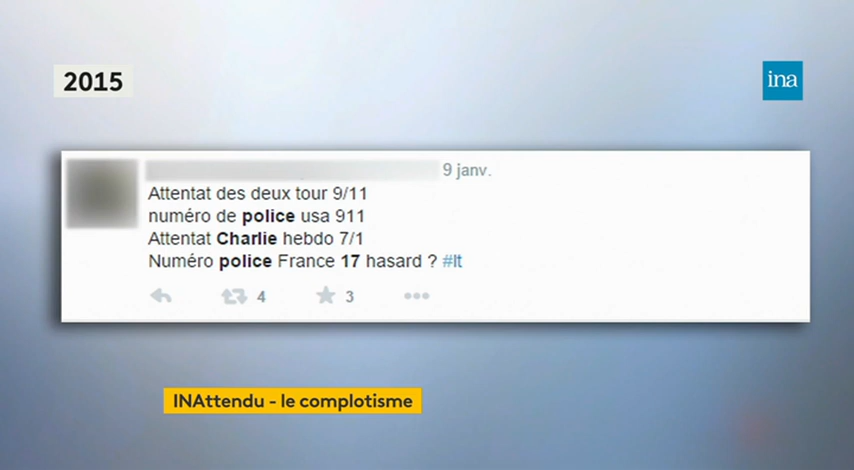 2015
ina
9 janv.
Attentat des deux tour 9/11
numéro de police usa 911
Attentat Charlie hebdo 7/1
Numéro police France 17 hasard ? #lt
4 3
INAttendu - le complotisme